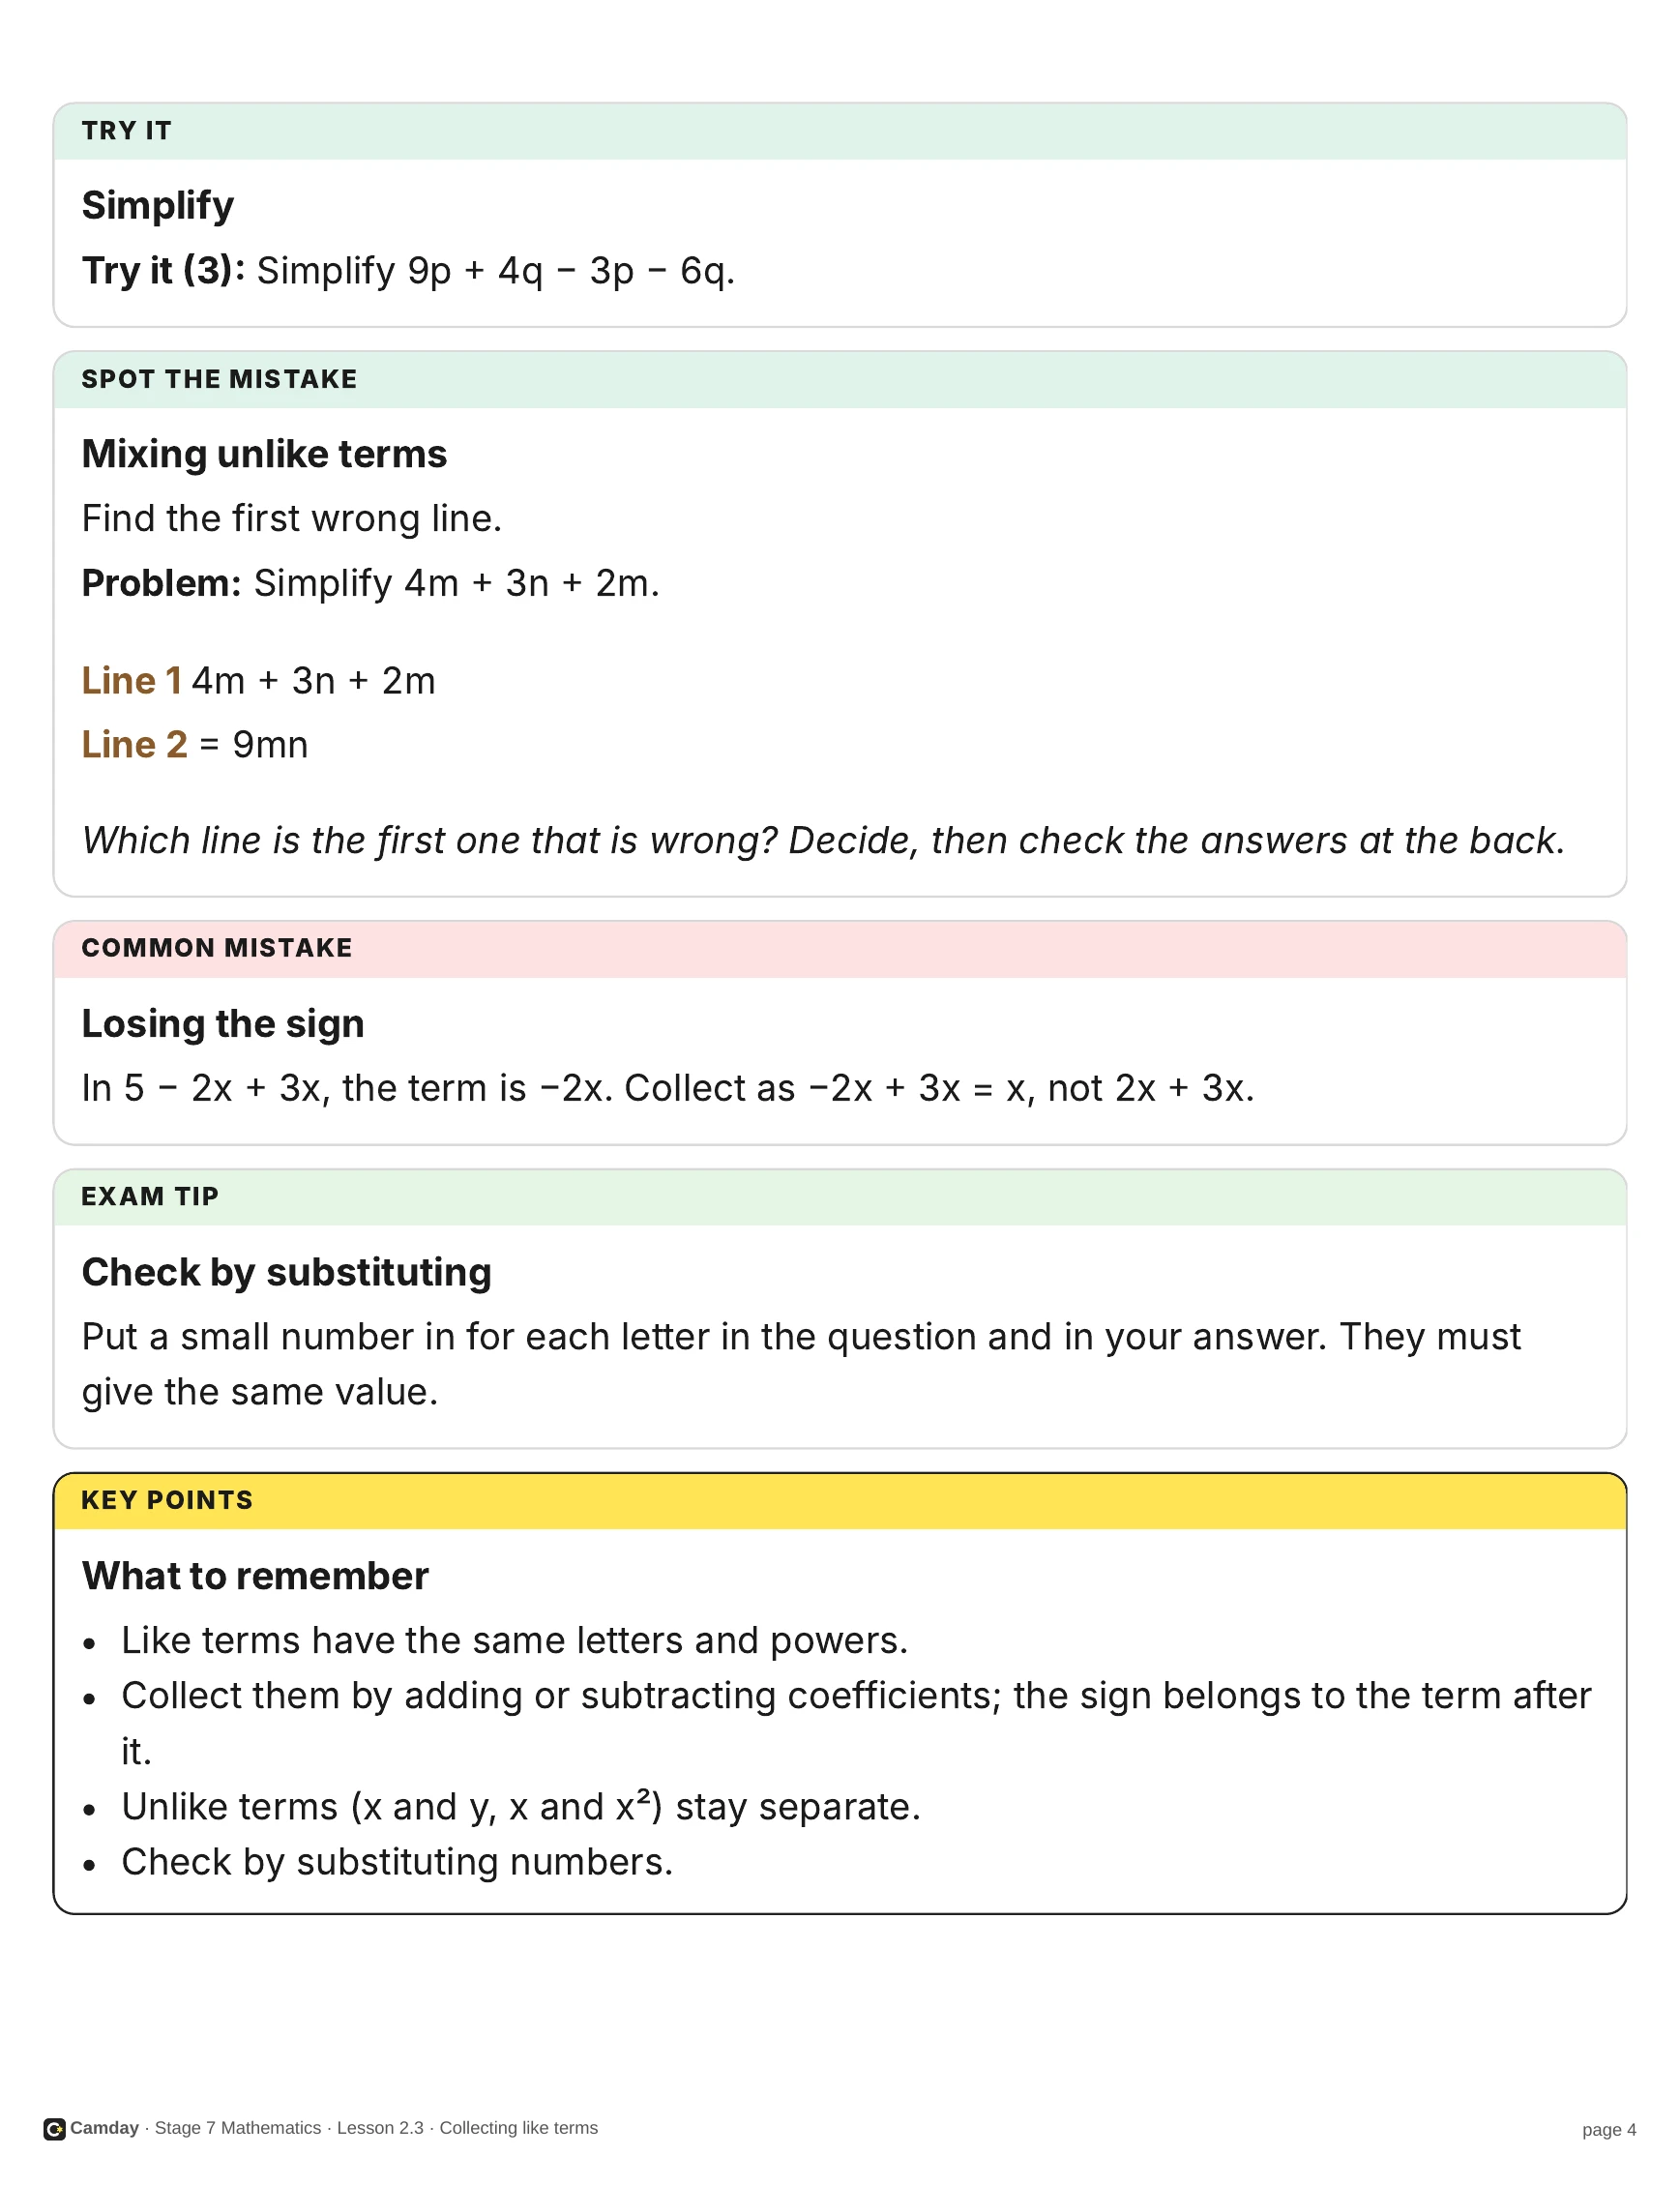 TRY IT
Simplify
Try it (3): Simplify 9p + 4q − 3p − 6q.
SPOT THE MISTAKE
Mixing unlike terms
Find the first wrong line.
Problem: Simplify 4m + 3n + 2m.
Line 1 4m + 3n + 2m
Line 2 = 9mn
Which line is the first one that is wrong? Decide, then check the answers at the back.
COMMON MISTAKE
Losing the sign
In 5 − 2x + 3x, the term is −2x. Collect as −2x + 3x = x, not 2x + 3x.
EXAM TIP
Check by substituting
Put a small number in for each letter in the question and in your answer. They must
give the same value.
KEY POINTS
What to remember
• Like terms have the same letters and powers.
• Collect them by adding or subtracting coefficients; the sign belongs to the term after
it.
• Unlike terms (x and y, x and x²) stay separate.
• Check by substituting numbers.
Camday · Stage 7 Mathematics · Lesson 2.3 · Collecting like terms
page 4